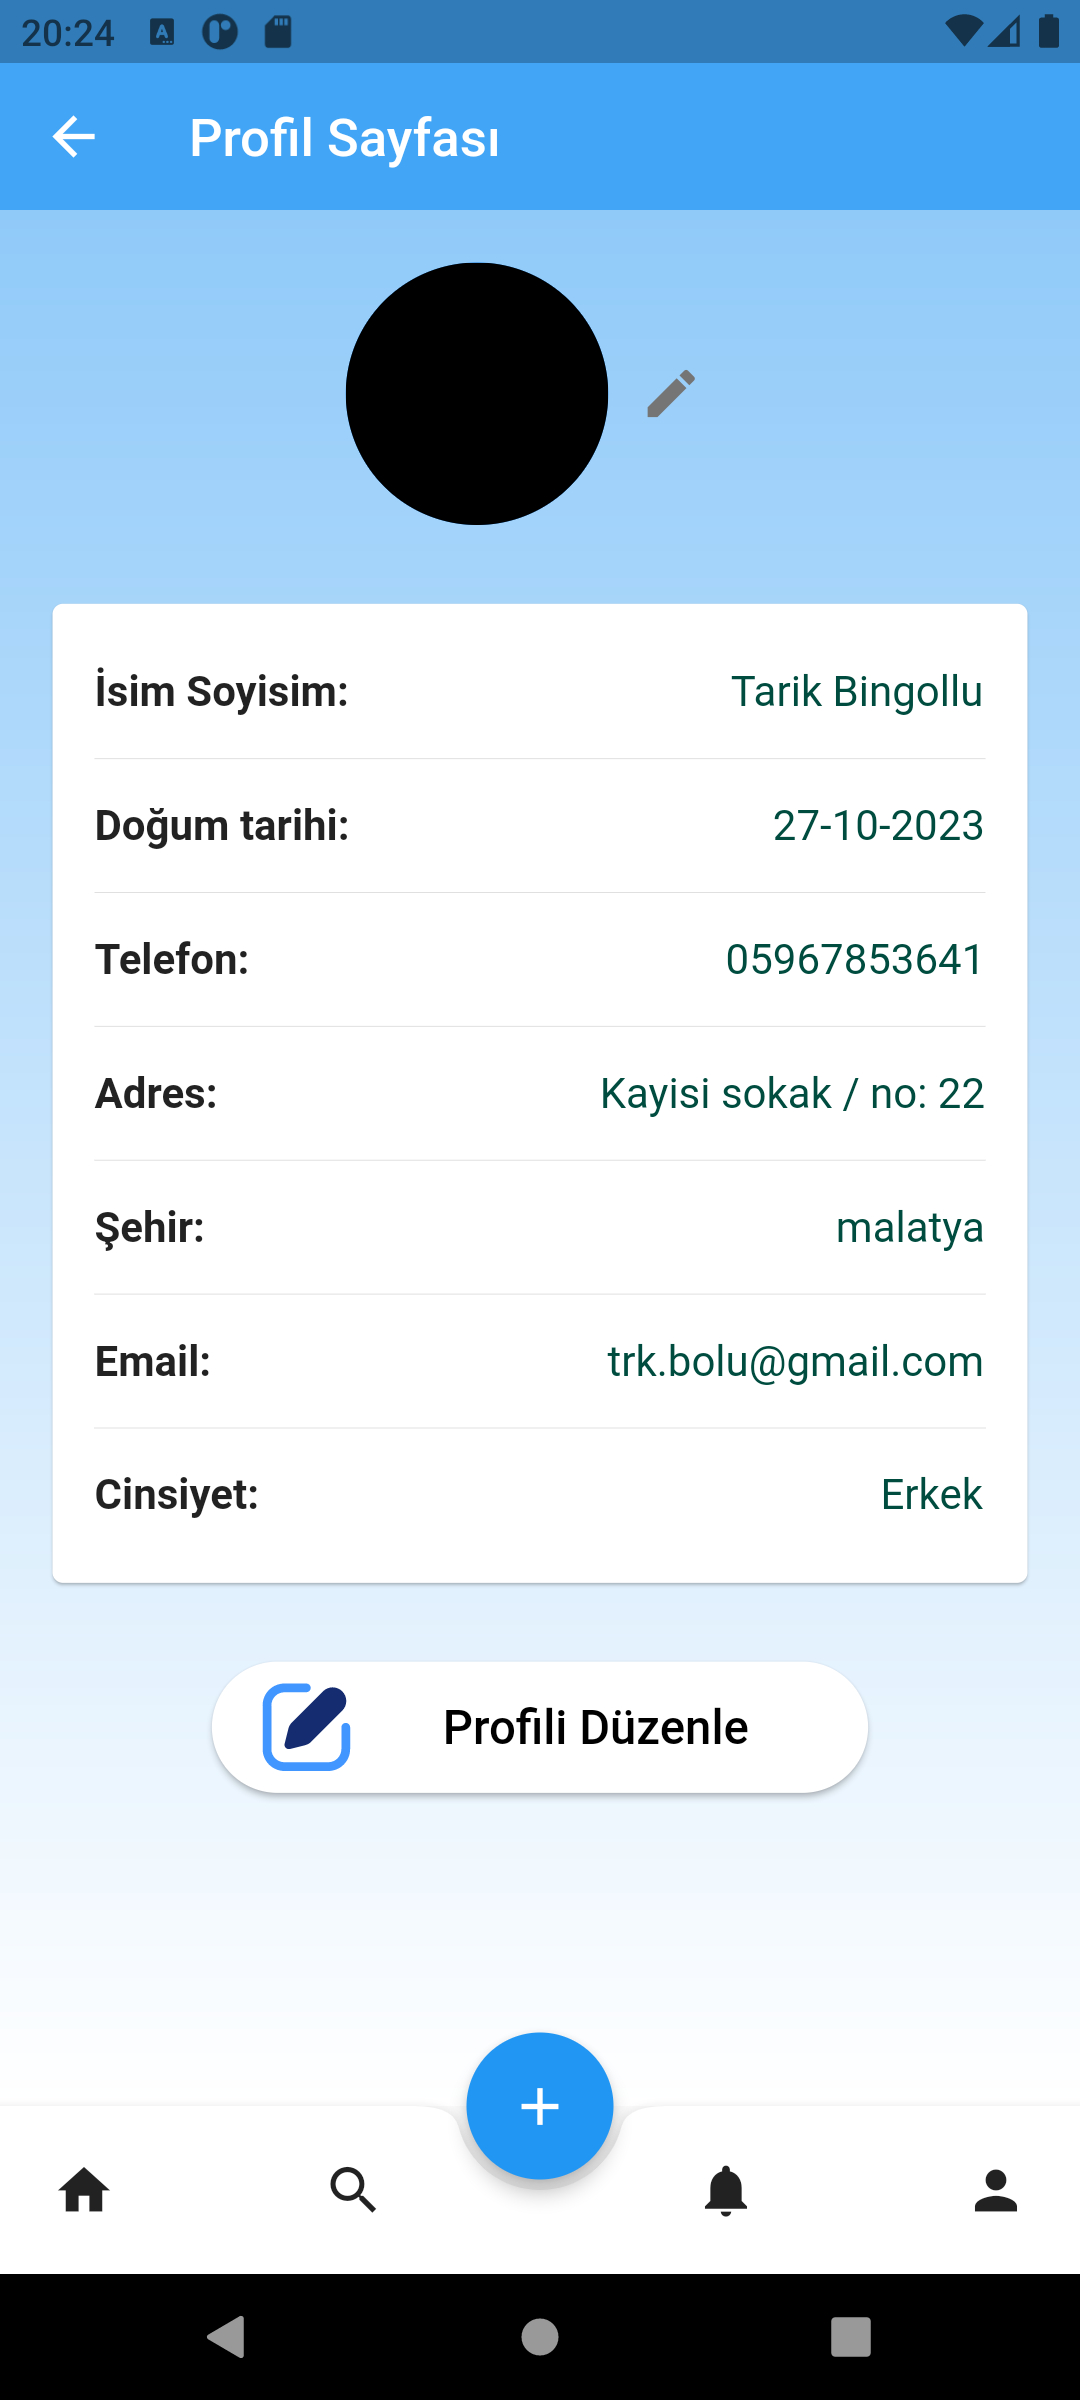 20:24
Profil Sayfası
İsim Soyisim: Tarik Bingollu
Doğum tarihi: 27-10-2023
Telefon: 05967853641
Adres: Kayisi sokak / no: 22
Şehir: malatya
Email: trk.bolu@gmail.com
Cinsiyet: Erkek
Profili Düzenle